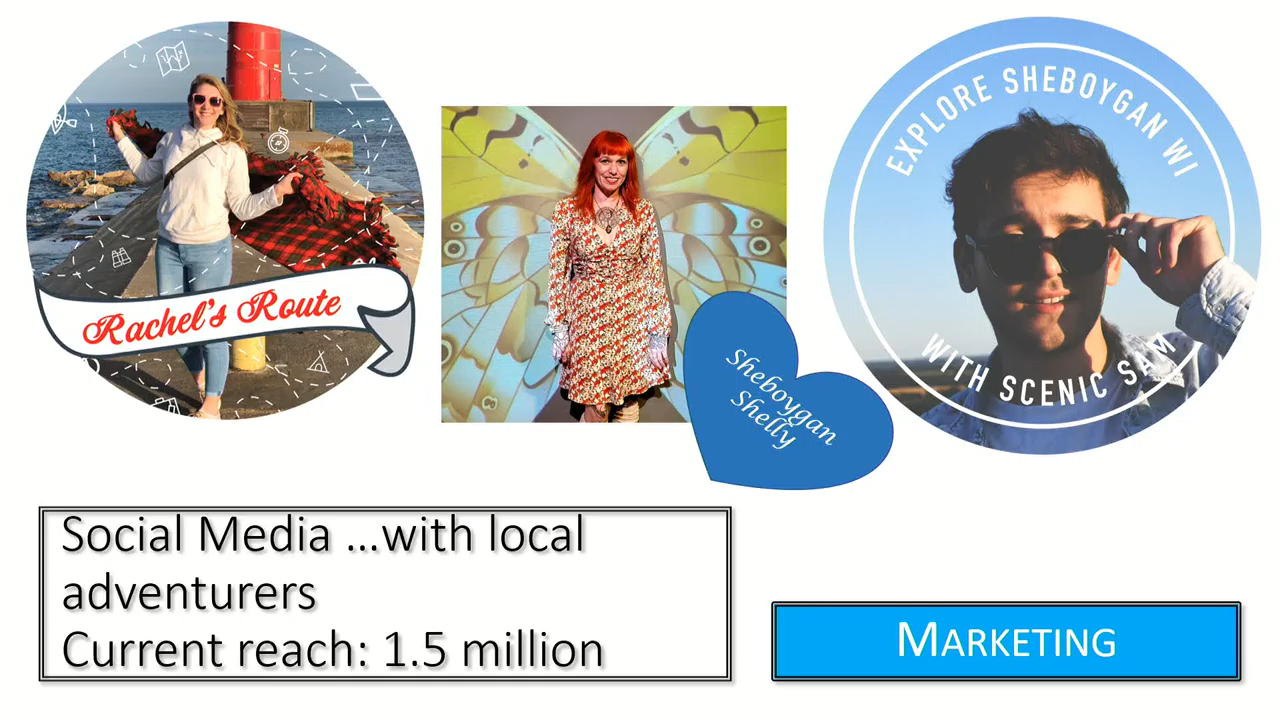 Rachel's Route
Sheboygan
Shelly
EXPLORE SHEBOYGAN WI
WITH SCENIC SAM
Social Media ...with local
adventurers
Current reach: 1.5 million
MARKETING